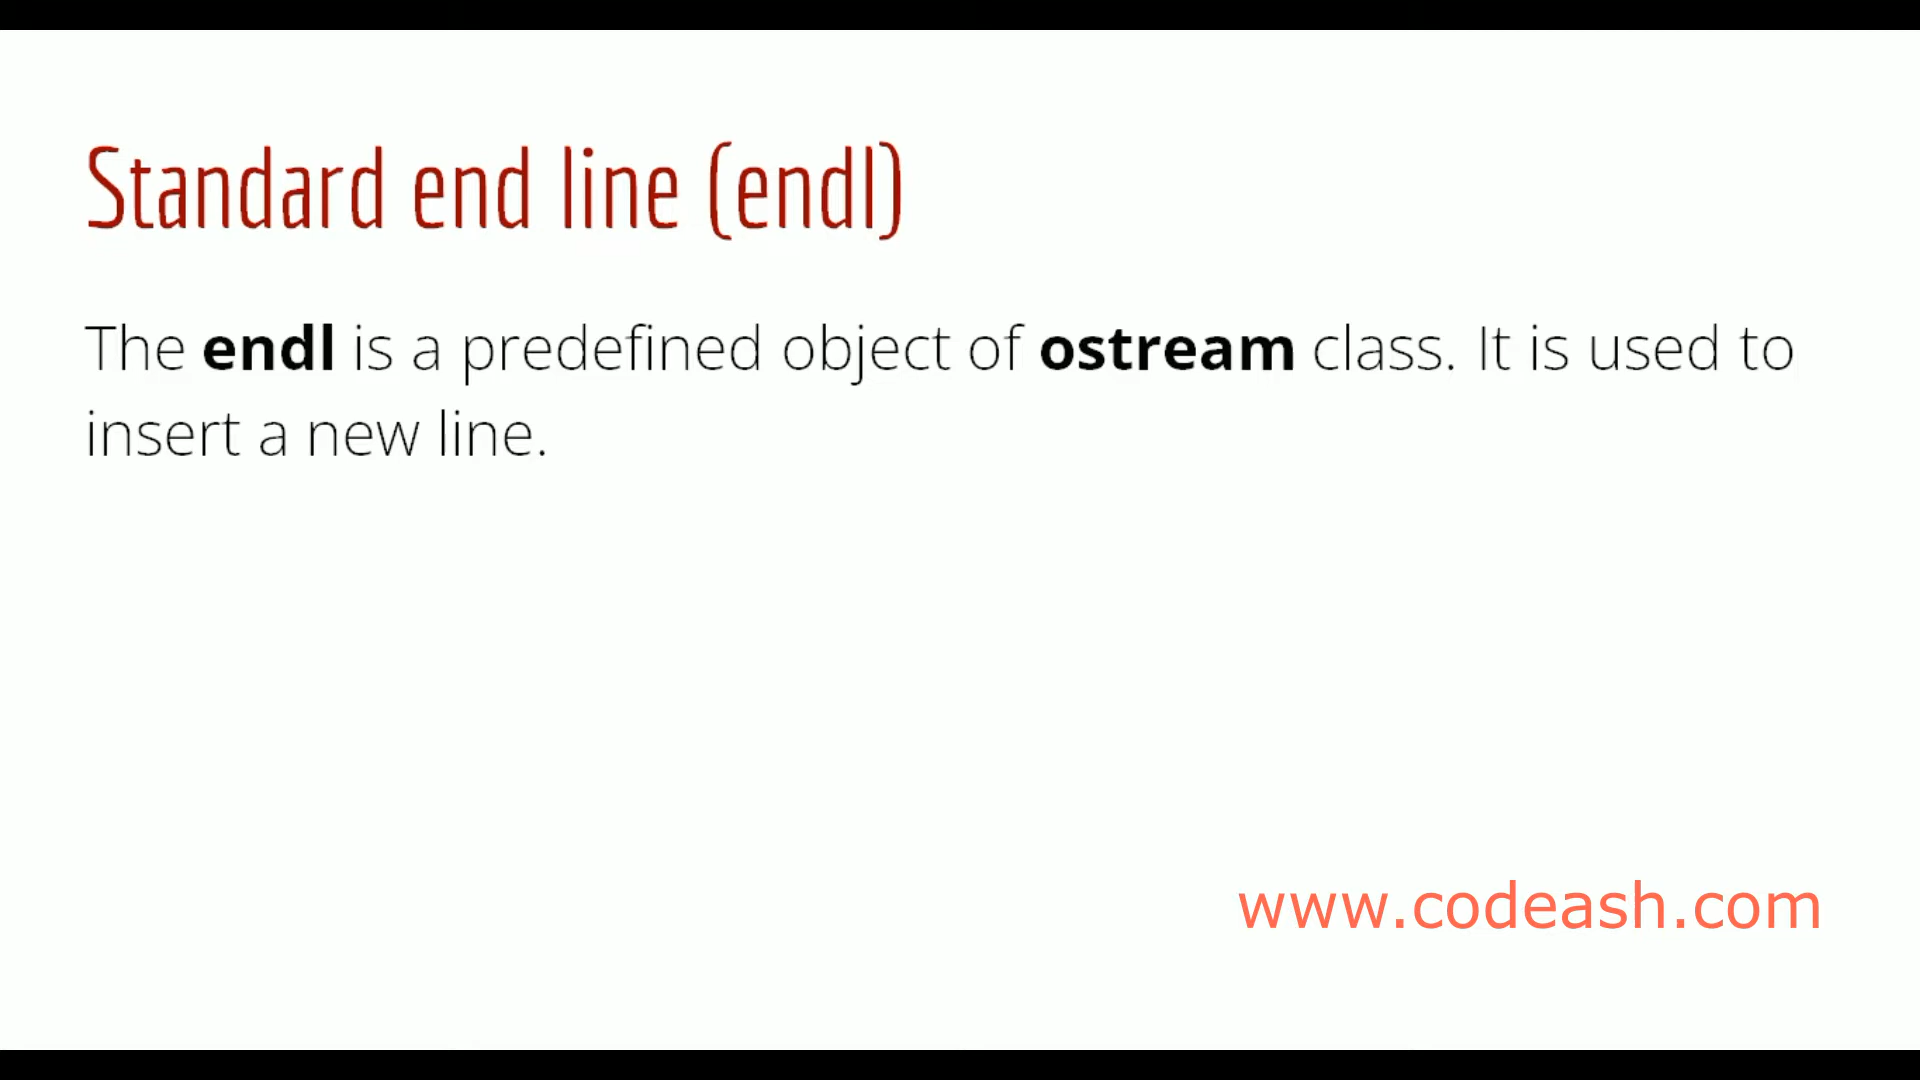 Standard end line (endl)
The endl is a predefined object of ostream class. It is used to
insert a new line.
www.codeash.com